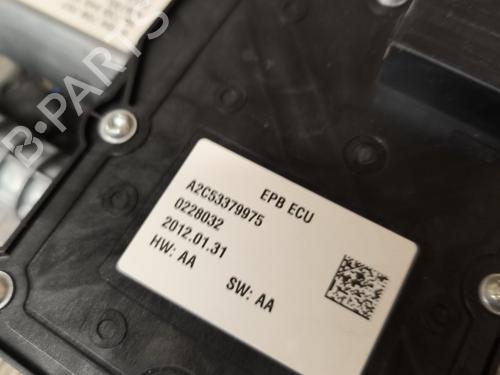 EPB ECU
A2C53379975
0228032
2012.01.31
HW: AA
SW: AA
B-PARTS